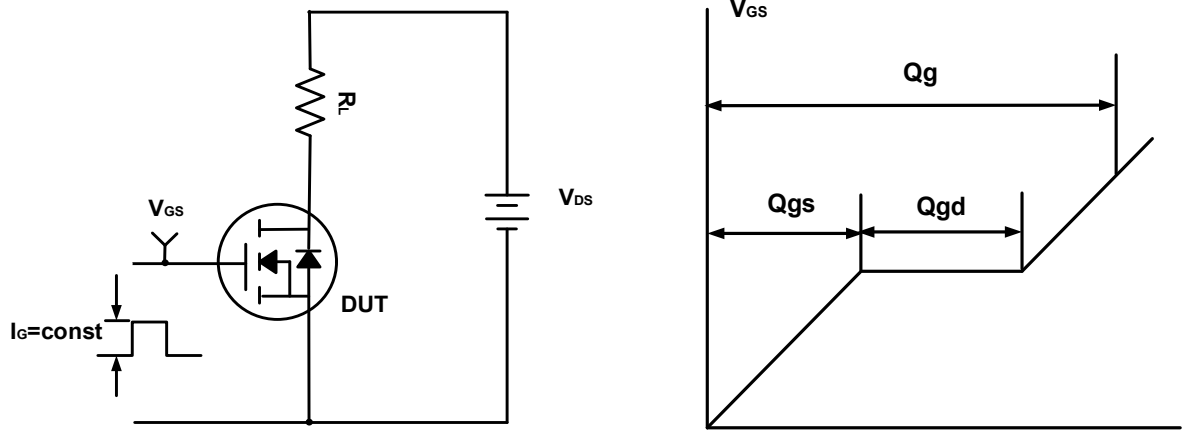 RL
VGS
VDS
DUT
IG=const
VGS
Qg
Qgs
Qgd